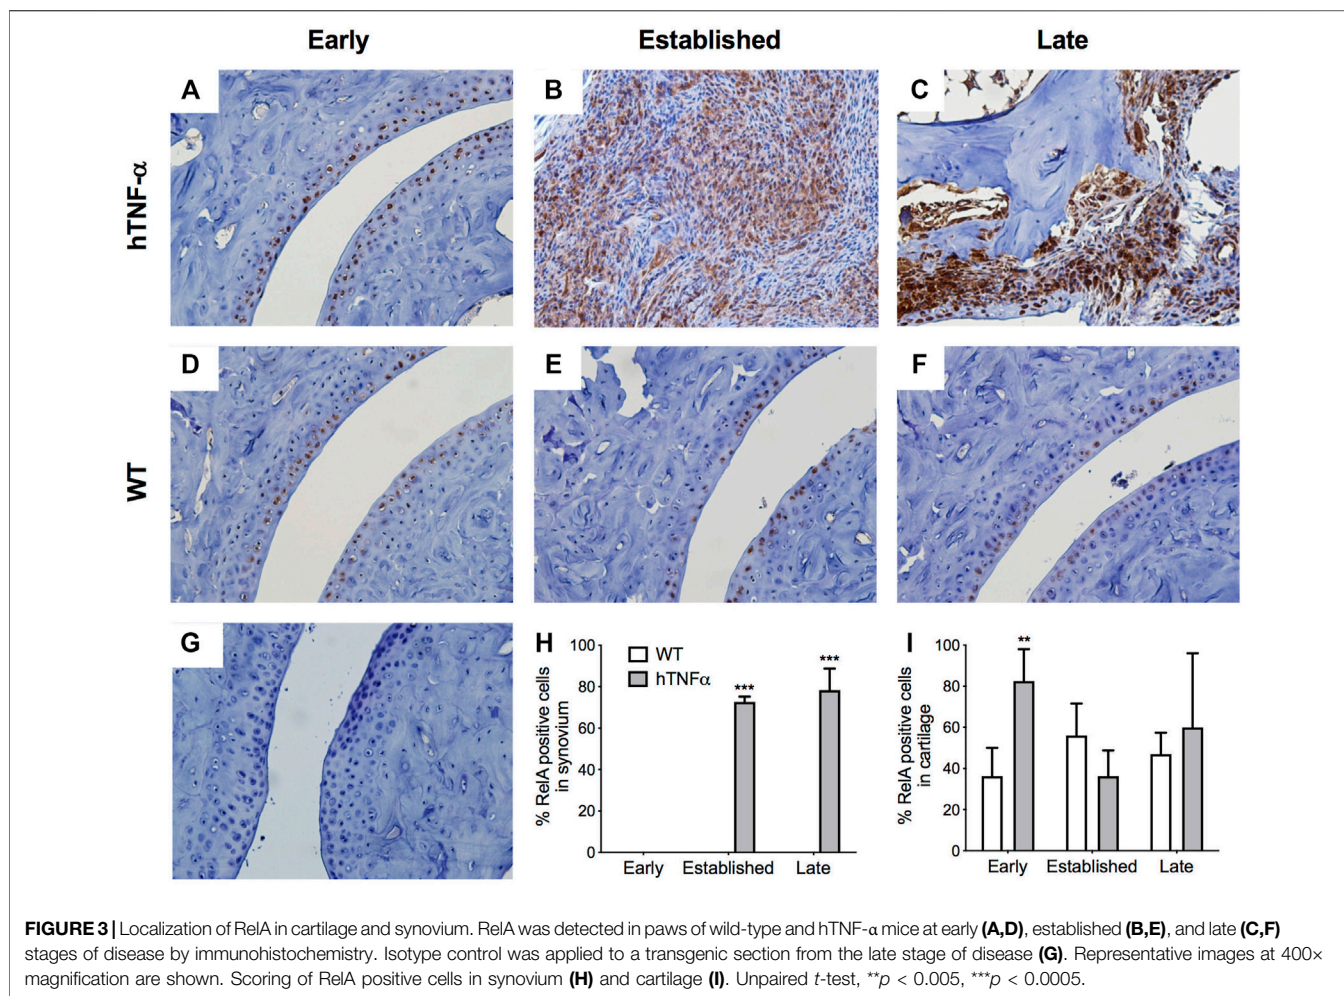 Early Established Late
hTNF-α
A B C
WT
D E F
G
H
% RelA positive cells
in synovium
100
80
60
40
20
0
WT
hTNFα
***
***
Early Established Late
I
% RelA positive cells
in cartilage
100
80
60
40
20
0
**
Early Established Late
FIGURE 3 | Localization of RelA in cartilage and synovium. RelA was detected in paws of wild-type and hTNF-α mice at early (A,D), established (B,E), and late (C,F)
stages of disease by immunohistochemistry. Isotype control was applied to a transgenic section from the late stage of disease (G). Representative images at 400×
magnification are shown. Scoring of RelA positive cells in synovium (H) and cartilage (I). Unpaired t-test, **p < 0.005, ***p < 0.0005.